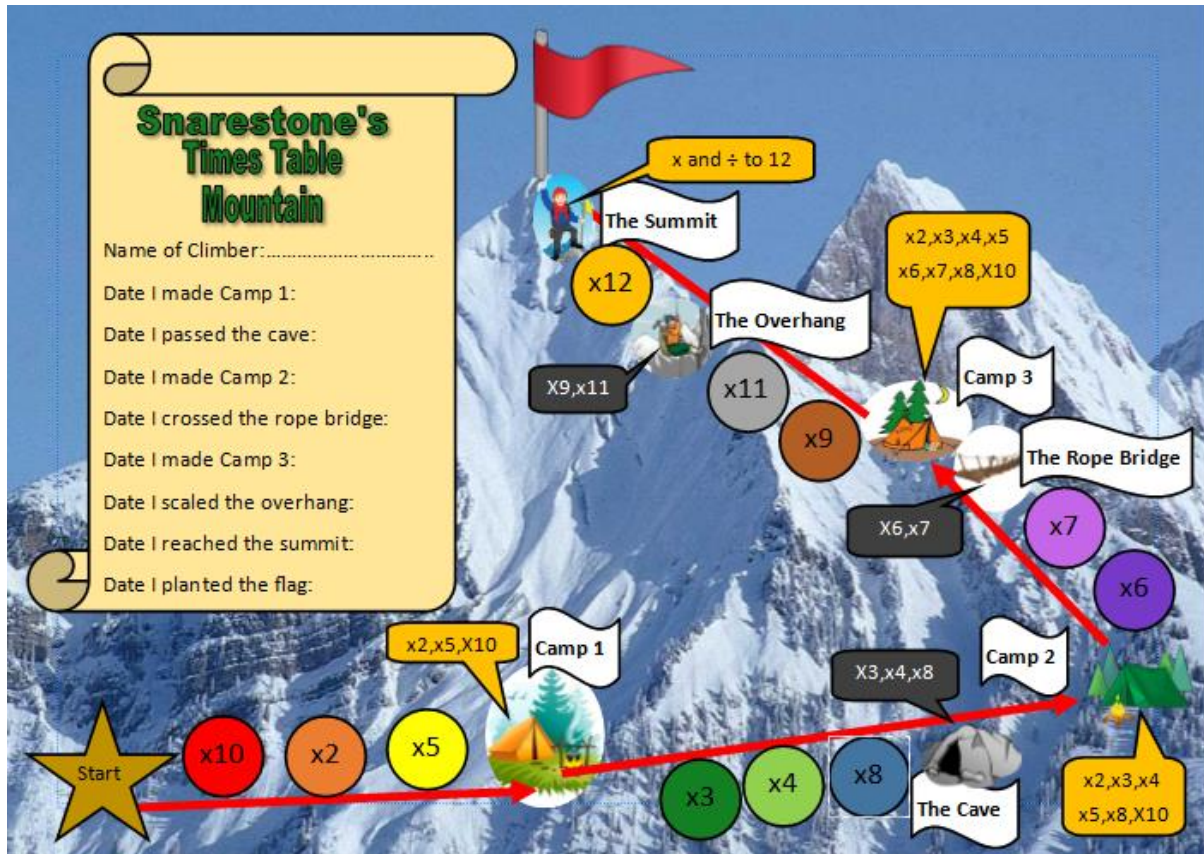 Snarestone's
Times Table
Mountain
Name of Climber:................................
Date I made Camp 1:
Date I passed the cave:
Date I made Camp 2:
Date I crossed the rope bridge:
Date I made Camp 3:
Date I scaled the overhang:
Date I reached the summit:
Date I planted the flag:
x and ÷ to 12
The Summit
x12
The Overhang
X9,x11
x11
x9
x2,x3,x4,x5
x6,x7,x8,X10
Camp 3
The Rope Bridge
X6,x7
x7
x6
x2,x5,X10
Camp 1
X3,x4,x8
Camp 2
Start
x10
x2
x5
x3
x4
x8
The Cave
x2,x3,x4
x5,x8,X10